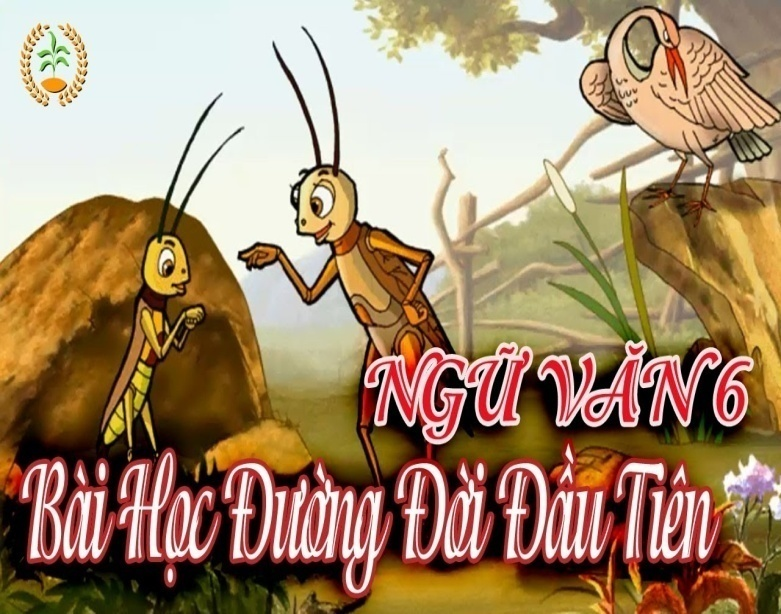 NGỮ VĂN 6
Bài Học Đường Đời Đầu Tiên